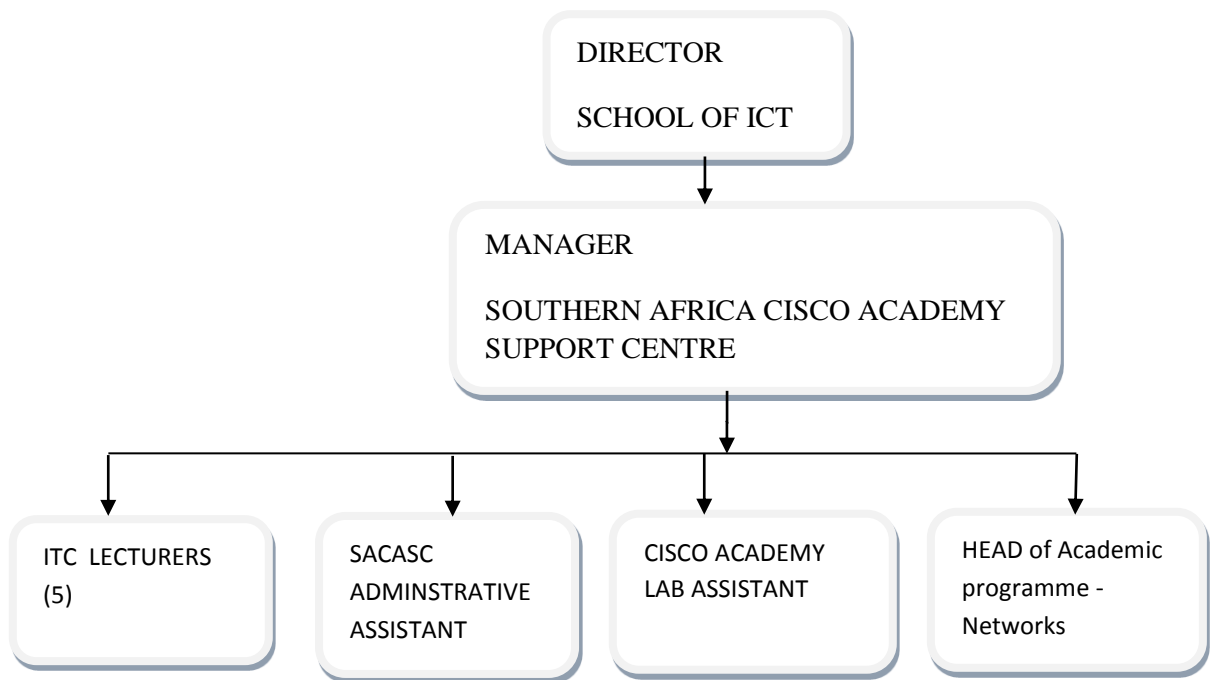 DIRECTOR
SCHOOL OF ICT
MANAGER
SOUTHERN AFRICA CISCO ACADEMY
SUPPORT CENTRE
ITC LECTURERS
(5)
SACASC
ADMINSTRATIVE
ASSISTANT
CISCO ACADEMY
LAB ASSISTANT
HEAD of Academic
programme -
Networks